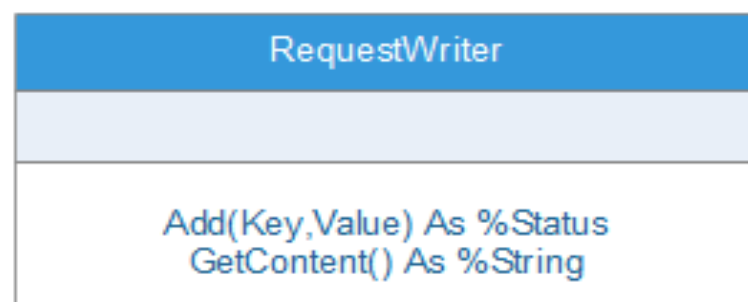 RequestWriter
Add(Key,Value) As %Status
GetContent() As %String